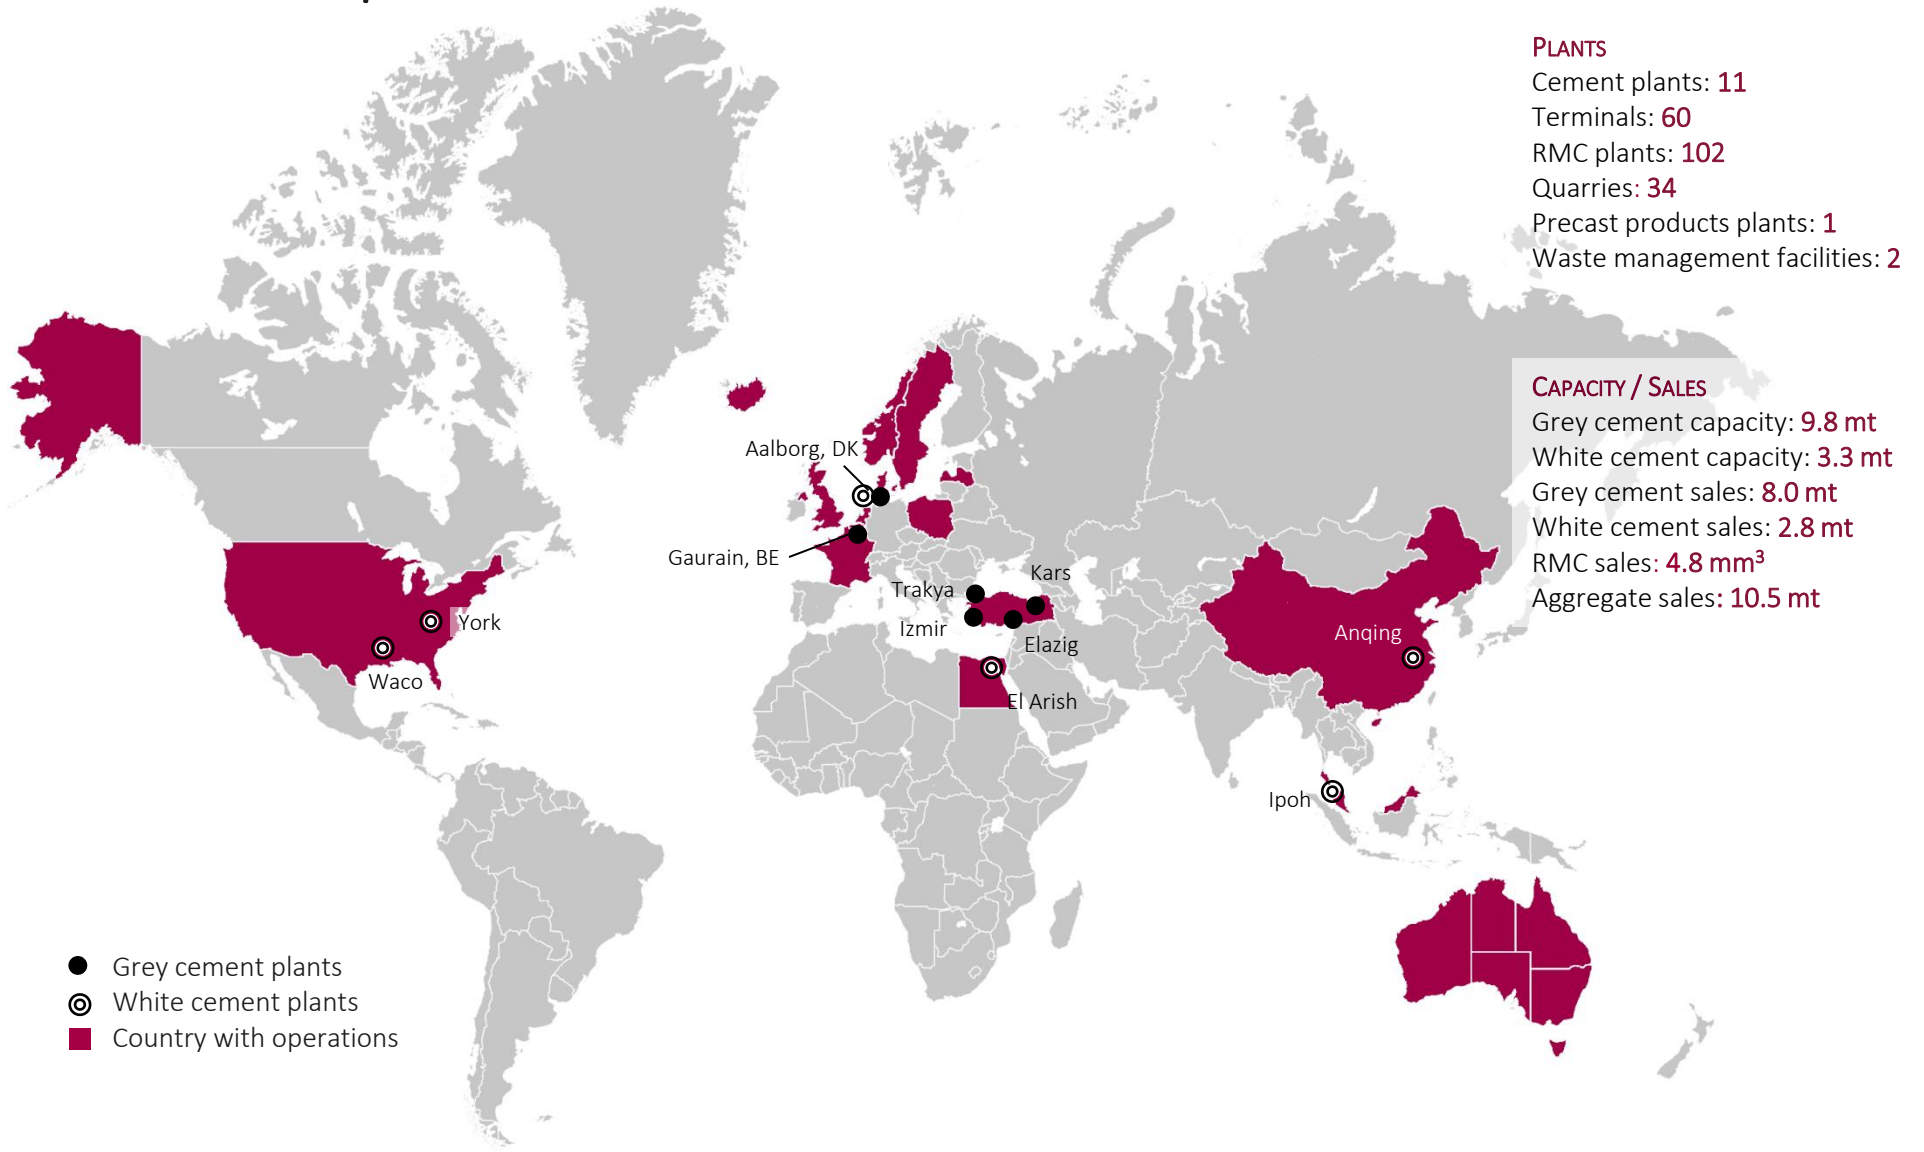 PLANTS
Cement plants: 11
Terminals: 60
RMC plants: 102
Quarries: 34
Precast products plants: 1
Waste management facilities: 2
CAPACITY / SALES
Grey cement capacity: 9.8 mt
White cement capacity: 3.3 mt
Grey cement sales: 8.0 mt
White cement sales: 2.8 mt
RMC sales: 4.8 mm³
Aggregate sales: 10.5 mt
Aalborg, DK
Gaurain, BE
Kars
Trakya
Izmir
Elazig
El Arish
York
Waco
Anqing
Ipoh
Grey cement plants
White cement plants
Country with operations